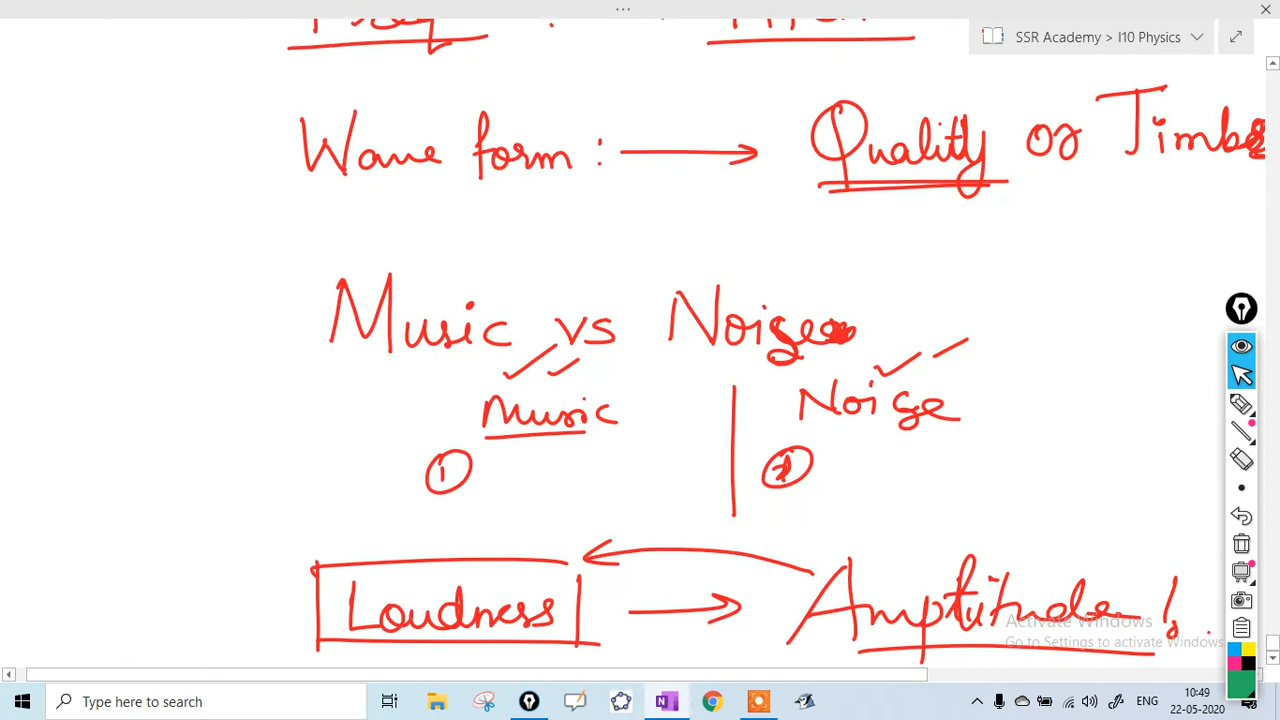 ...
SSR Academy > I10 Physics
Wave form : → Quality or Timbre
Music vs Noise
Music | Noise
① ①
Loudness → Amplitude !
Activate Windows
Go to Settings to activate Windows.
Type here to search
ENG
10:49
22-05-2020